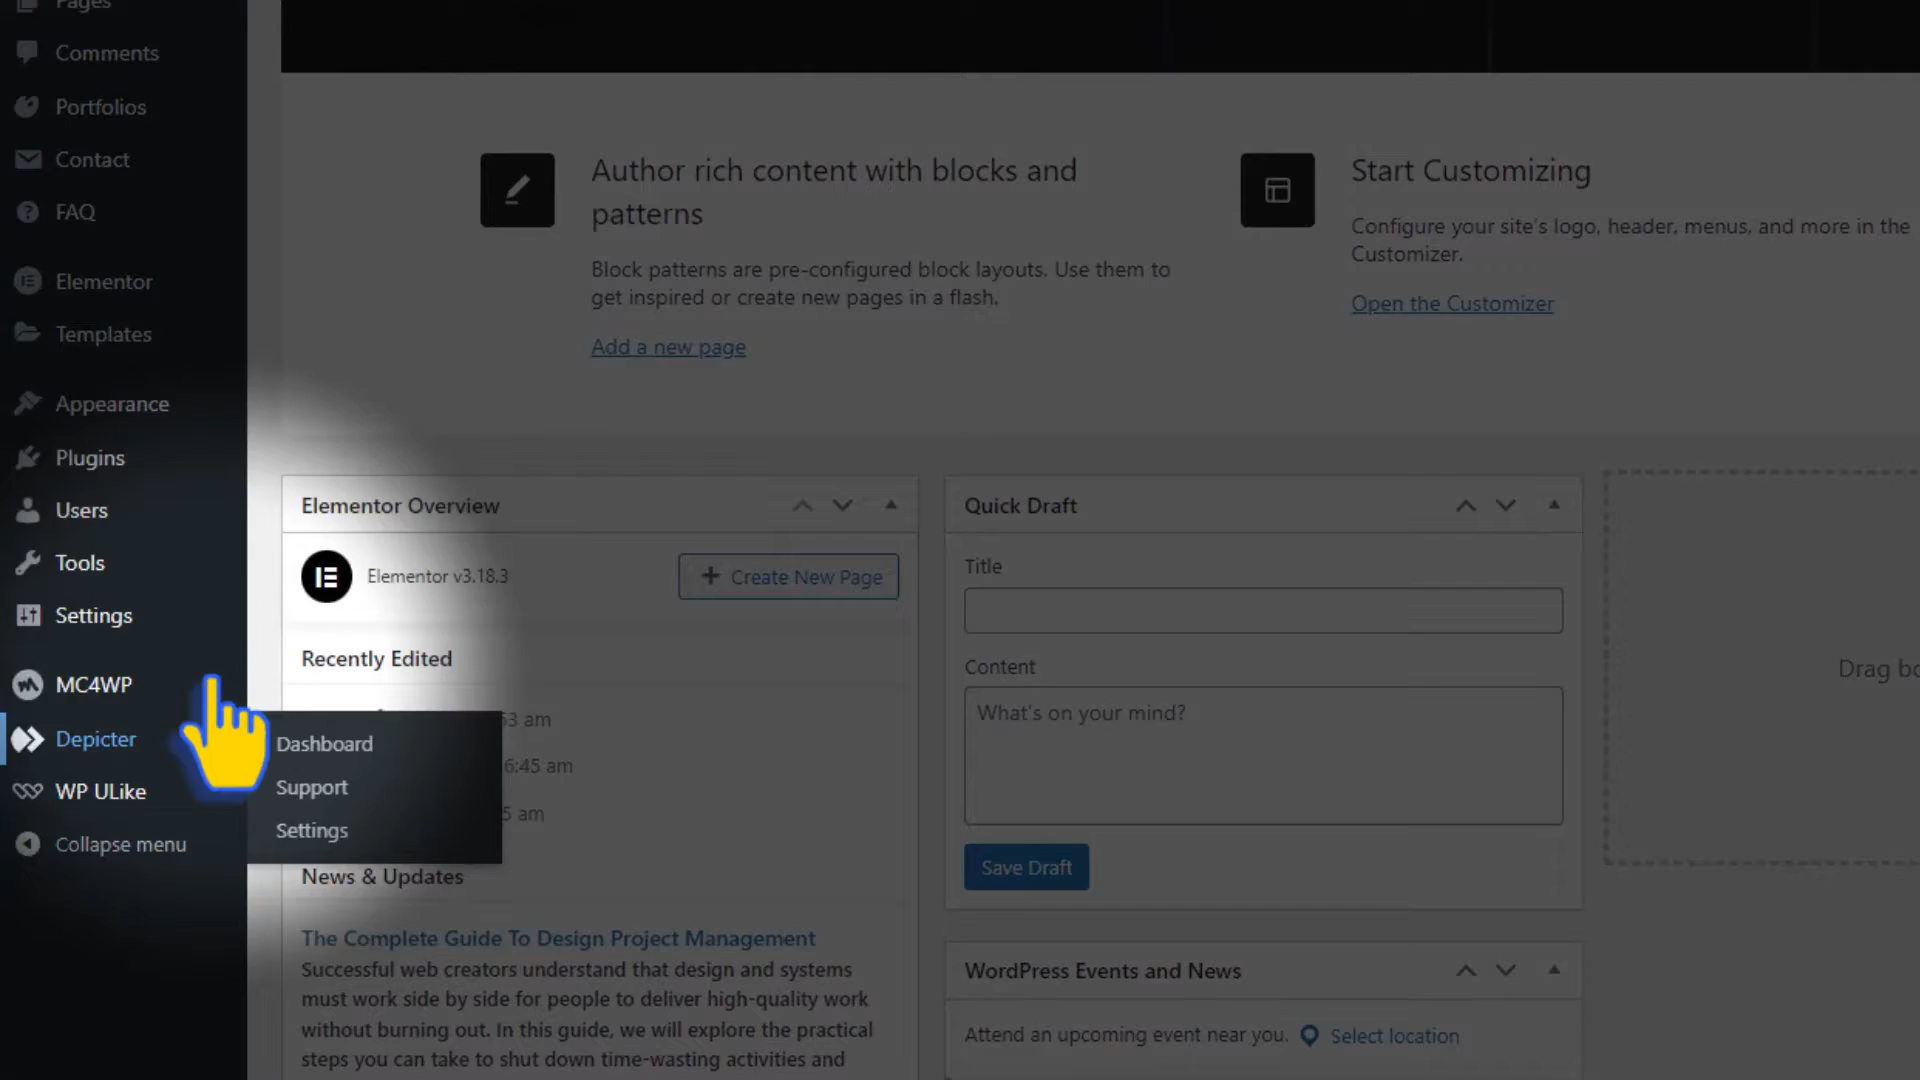 Pages
Comments
Portfolios
Contact
FAQ
Elementor
Templates
Appearance
Plugins
Users
Tools
Settings
MC4WP
Depicter
WP ULike
Collapse menu
Dashboard
Support
Settings
Author rich content with blocks and
patterns
Block patterns are pre-configured block layouts. Use them to
get inspired or create new pages in a flash.
Add a new page
Start Customizing
Configure your site's logo, header, menus, and more in the
Customizer.
Open the Customizer
Elementor Overview
Elementor v3.18.3
+ Create New Page
Recently Edited
53 am
6:45 am
5 am
News & Updates
The Complete Guide To Design Project Management
Successful web creators understand that design and systems
must work side by side for people to deliver high-quality work
without burning out. In this guide, we will explore the practical
steps you can take to shut down time-wasting activities and
Quick Draft
Title
Content
What's on your mind?
Save Draft
WordPress Events and News
Attend an upcoming event near you. Select location
Drag bo